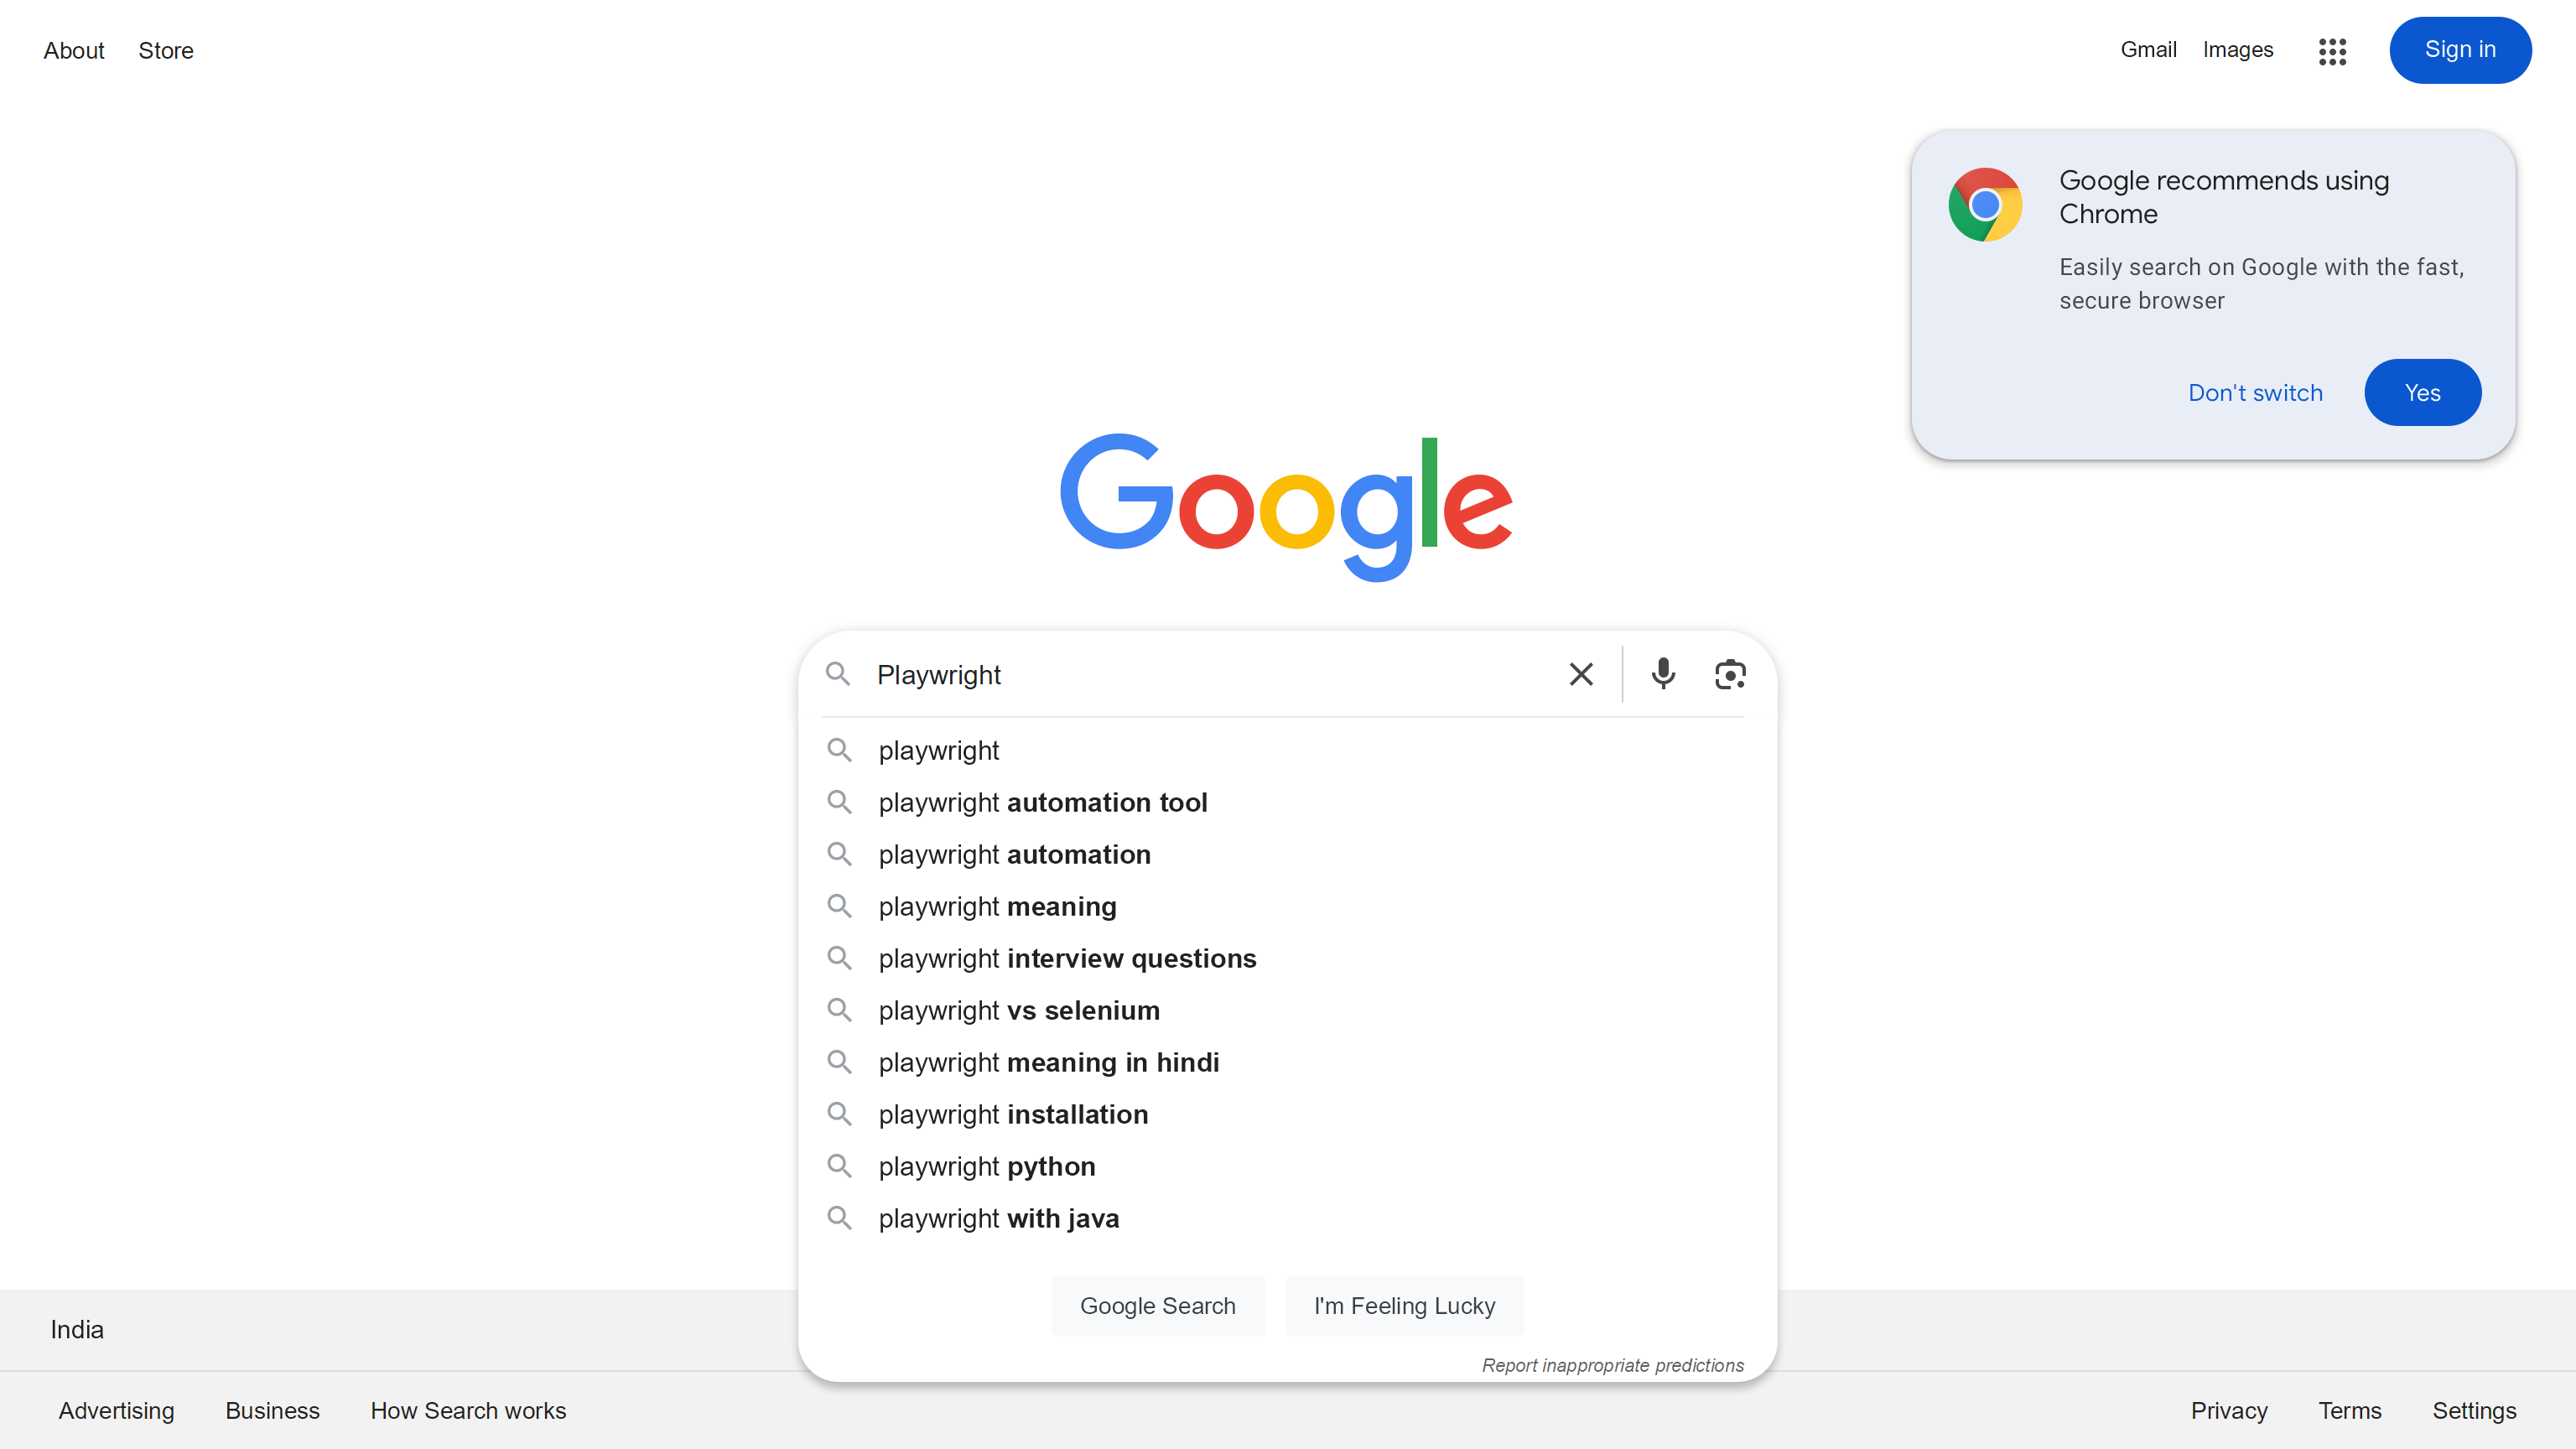 About Store
Gmail Images Sign in
Google recommends using
Chrome
Easily search on Google with the fast,
secure browser
Don't switch Yes
Google
Playwright
playwright
playwright automation tool
playwright automation
playwright meaning
playwright interview questions
playwright vs selenium
playwright meaning in hindi
playwright installation
playwright python
playwright with java
Google Search I'm Feeling Lucky
India
Report inappropriate predictions
Advertising Business How Search works
Privacy Terms Settings